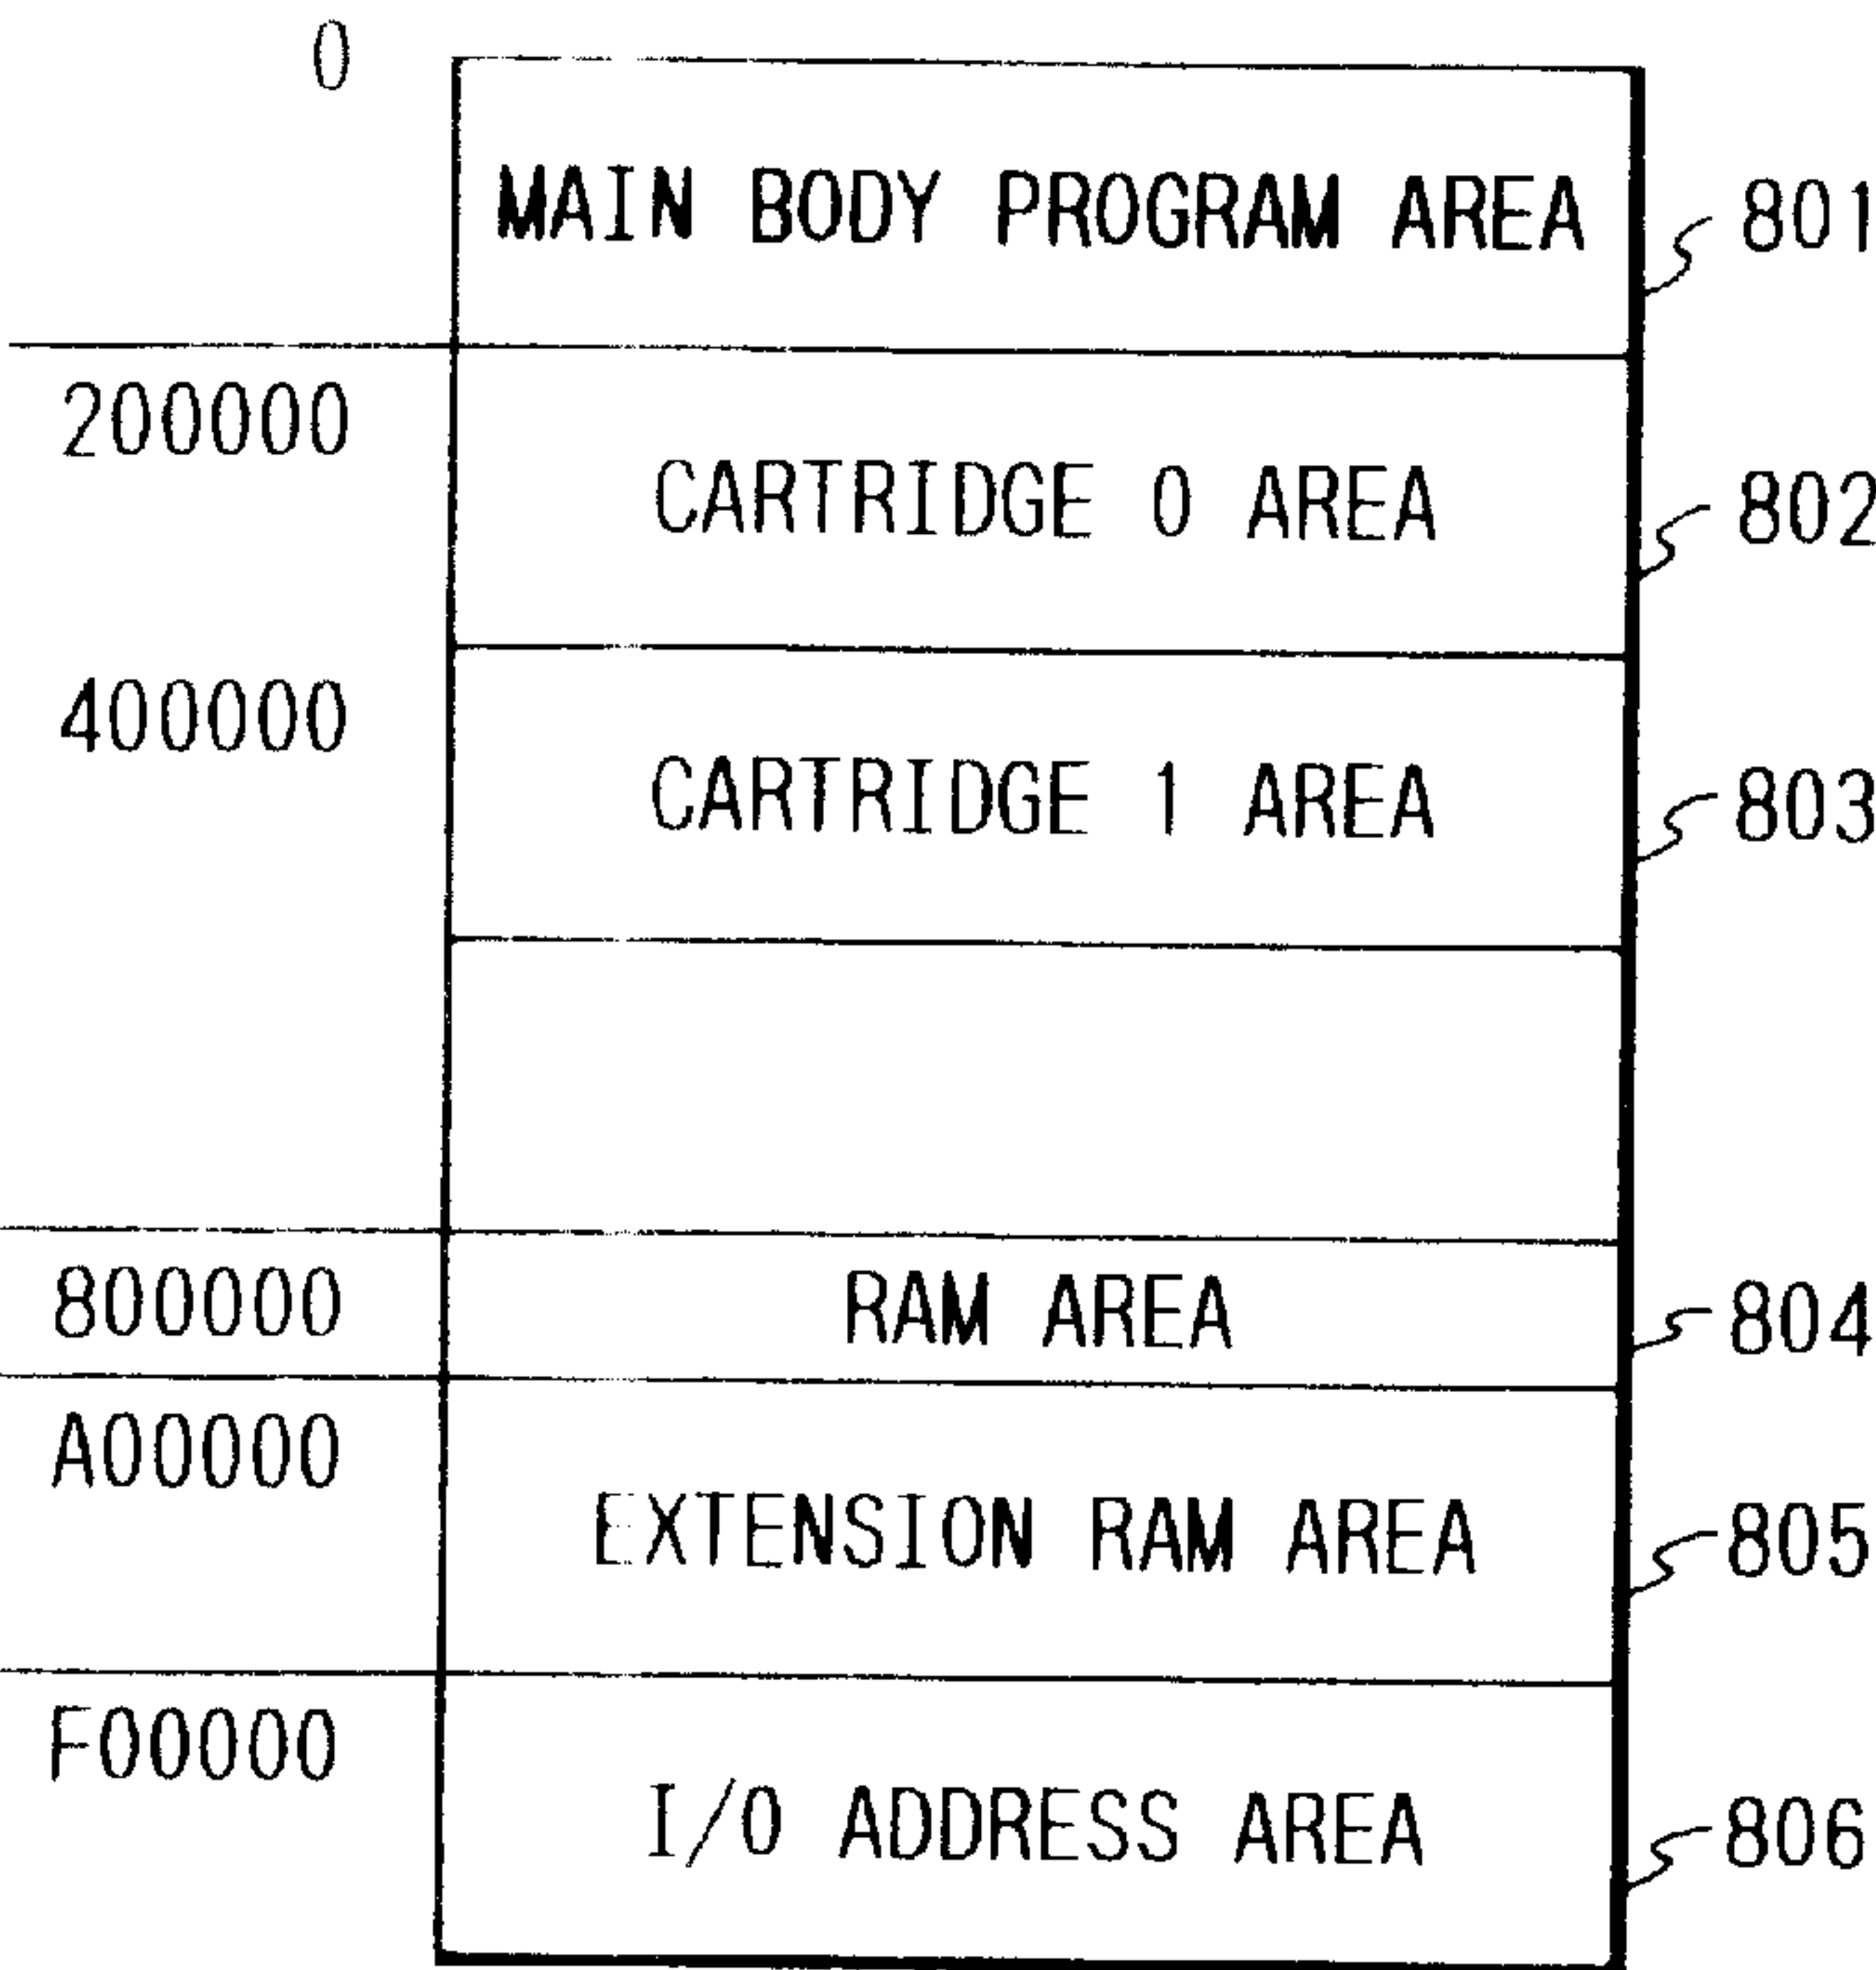 0
MAIN BODY PROGRAM AREA
801
200000
CARTRIDGE 0 AREA
802
400000
CARTRIDGE 1 AREA
803
800000
RAM AREA
804
A00000
EXTENSION RAM AREA
805
F00000
I/O ADDRESS AREA
806